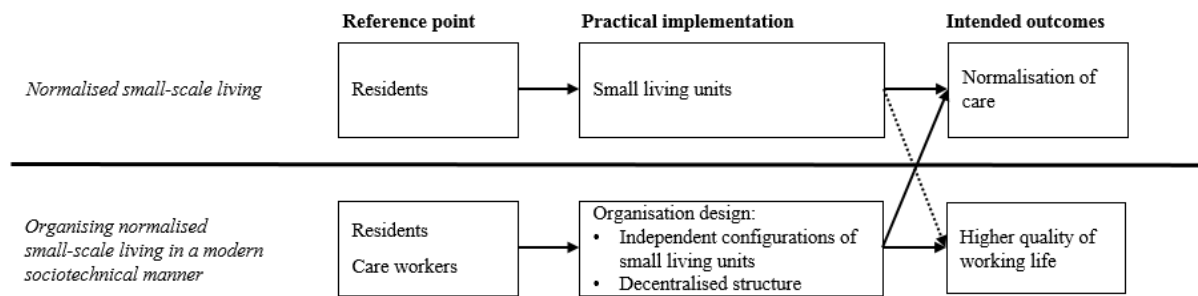 Reference point
Practical implementation
Intended outcomes
Normalised small-scale living
Residents
Small living units
Normalisation of
care
Organising normalised
small-scale living in a modern
sociotechnical manner
Residents
Care workers
Organisation design:
• Independent configurations of
small living units
• Decentralised structure
Higher quality of
working life